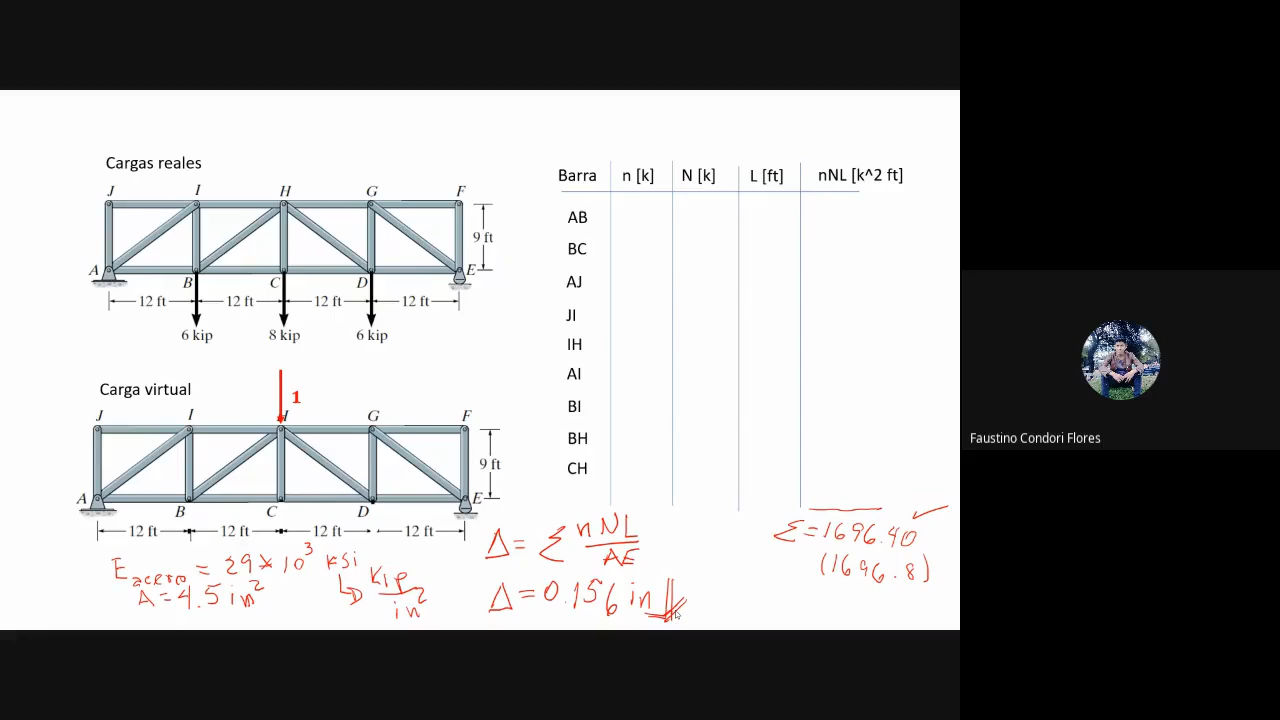 Cargas reales
J I H G F
9 ft
A B C D E
12 ft 12 ft 12 ft 12 ft
6 kip 8 kip 6 kip
Carga virtual
1
J I H G F
9 ft
A B C D E
12 ft 12 ft 12 ft 12 ft
E acero = 29 x 10^3 ksi
kip
in^2
A = 4.5 in^2
Δ = Σ nNL
AE
Δ = 0.156 in
Barra n [k] N [k] L [ft] nNL [k^2 ft]
AB
BC
AJ
JI
IH
AI
BI
BH
CH
Σ = 1696.40
(1696.8)
Faustino Condori Flores